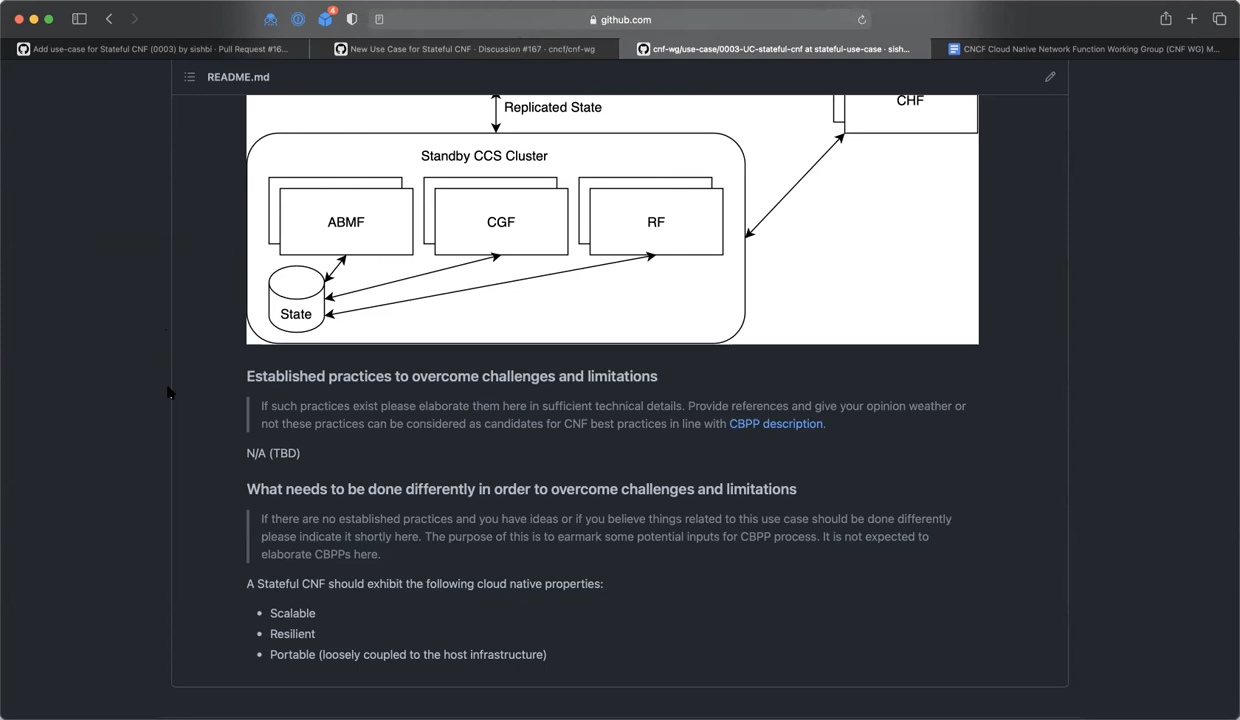 4
github.com
Add use-case for Stateful CNF (0003) by sishbi · Pull Request #16...
New Use Case for Stateful CNF · Discussion #167 · cncf/cnf-wg
cnf-wg/use-case/0003-UC-stateful-cnf at stateful-use-case · sish...
CNCF Cloud Native Network Function Working Group (CNF WG) M...
README.md
Replicated State
CHF
Standby CCS Cluster
ABMF
CGF
RF
State
Established practices to overcome challenges and limitations
If such practices exist please elaborate them here in sufficient technical details. Provide references and give your opinion weather or
not these practices can be considered as candidates for CNF best practices in line with CBPP description.
N/A (TBD)
What needs to be done differently in order to overcome challenges and limitations
If there are no established practices and you have ideas or if you believe things related to this use case should be done differently
please indicate it shortly here. The purpose of this is to earmark some potential inputs for CBPP process. It is not expected to
elaborate CBPPs here.
A Stateful CNF should exhibit the following cloud native properties:
• Scalable
• Resilient
• Portable (loosely coupled to the host infrastructure)